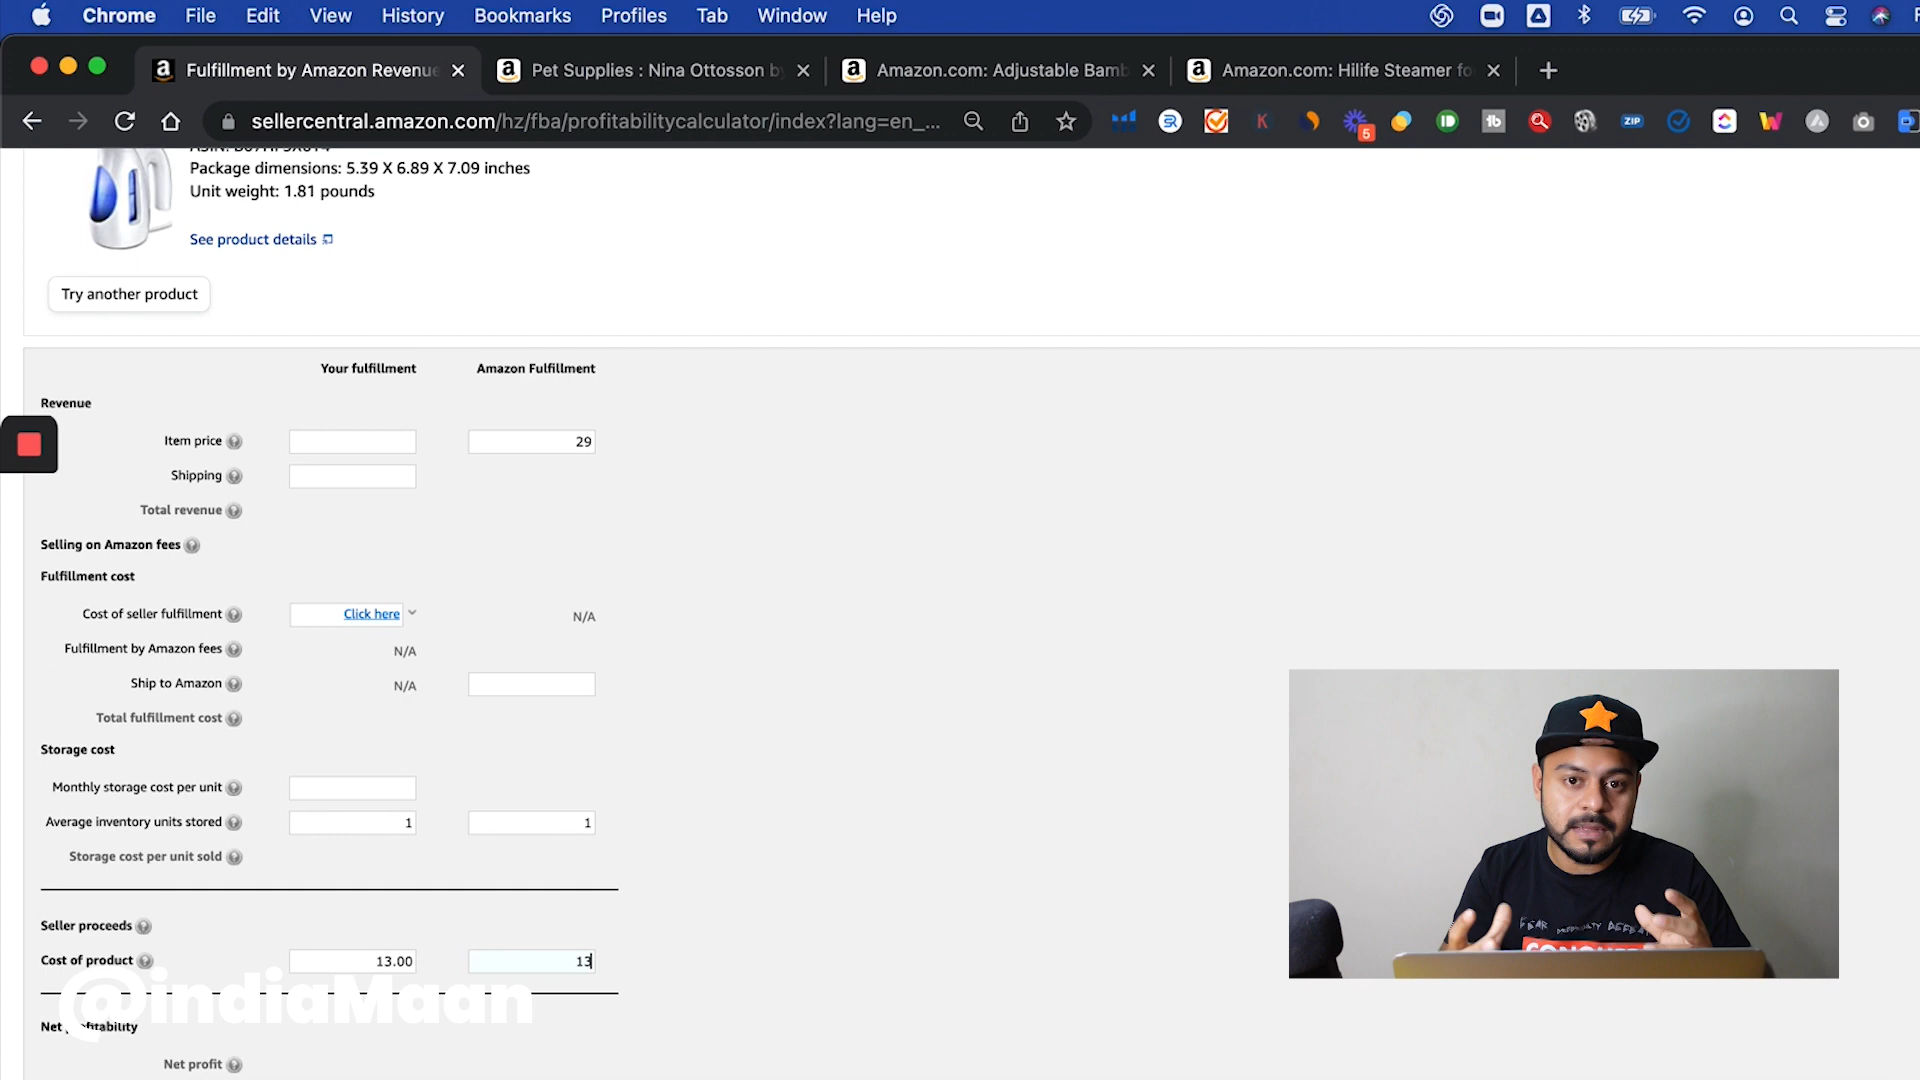 Chrome File Edit View History Bookmarks Profiles Tab Window Help
Fulfillment by Amazon Revenue Pet Supplies : Nina Ottosson by Amazon.com: Adjustable Bamb Amazon.com: Hilife Steamer fo
sellercentral.amazon.com/hz/fba/profitabilitycalculator/index?lang=en_...
5
K
ZIP
Package dimensions: 5.39 X 6.89 X 7.09 inches
Unit weight: 1.81 pounds
See product details
Try another product
Your fulfillment Amazon Fulfillment
Revenue
Item price 29
Shipping
Total revenue
Selling on Amazon fees
Fulfillment cost
Cost of seller fulfillment Click here N/A
Fulfillment by Amazon fees N/A
Ship to Amazon N/A
Total fulfillment cost
Storage cost
Monthly storage cost per unit
Average inventory units stored 1 1
Storage cost per unit sold
Seller proceeds
Cost of product 13.00 13
@indiaMaan
Net profitability
Net profit